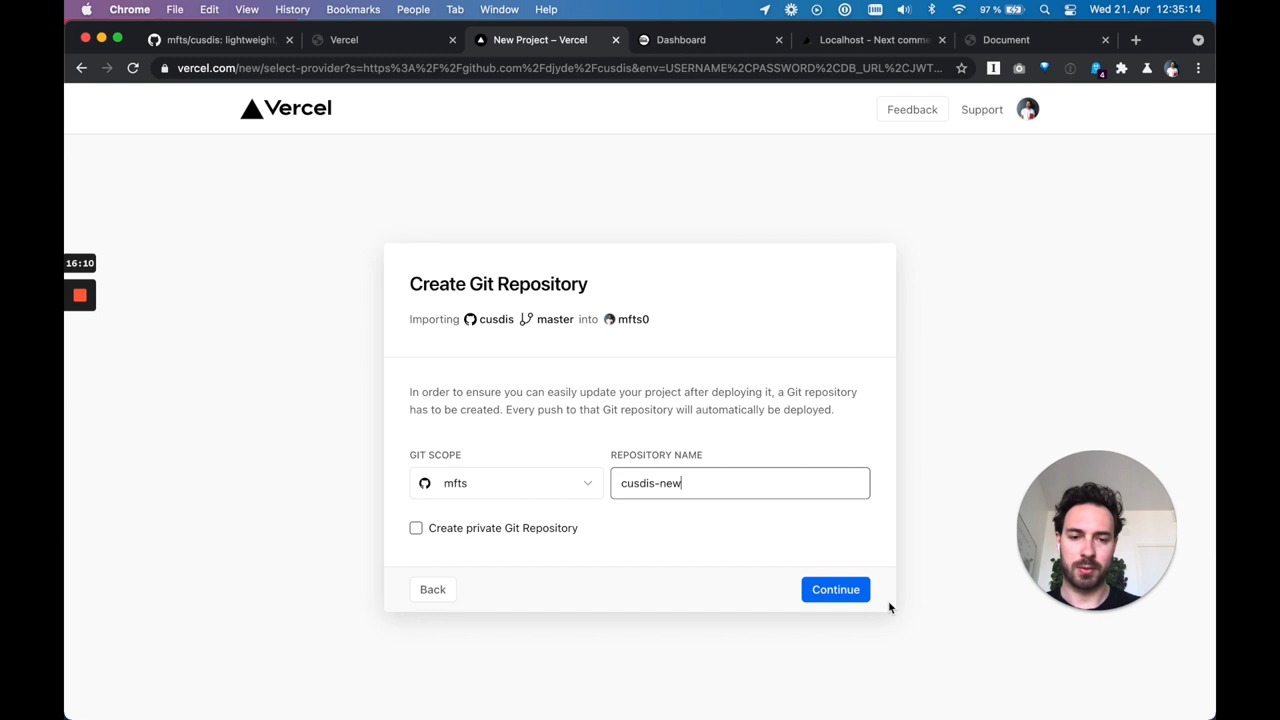 Chrome File Edit View History Bookmarks People Tab Window Help 97 % Wed 21. Apr 12:35:14
mfts/cusdis: lightweight, Vercel New Project – Vercel Dashboard Localhost - Next comme Document
vercel.com/new/select-provider?s=https%3A%2F%2Fgithub.com%2Fdjyde%2Fcusdis&env=USERNAME%2CPASSWORD%2CDB_URL%2CJWT...
4
Vercel
Feedback Support
16:10
Create Git Repository
Importing cusdis master into mfts0
In order to ensure you can easily update your project after deploying it, a Git repository
has to be created. Every push to that Git repository will automatically be deployed.
GIT SCOPE REPOSITORY NAME
mfts cusdis-new
Create private Git Repository
Back Continue